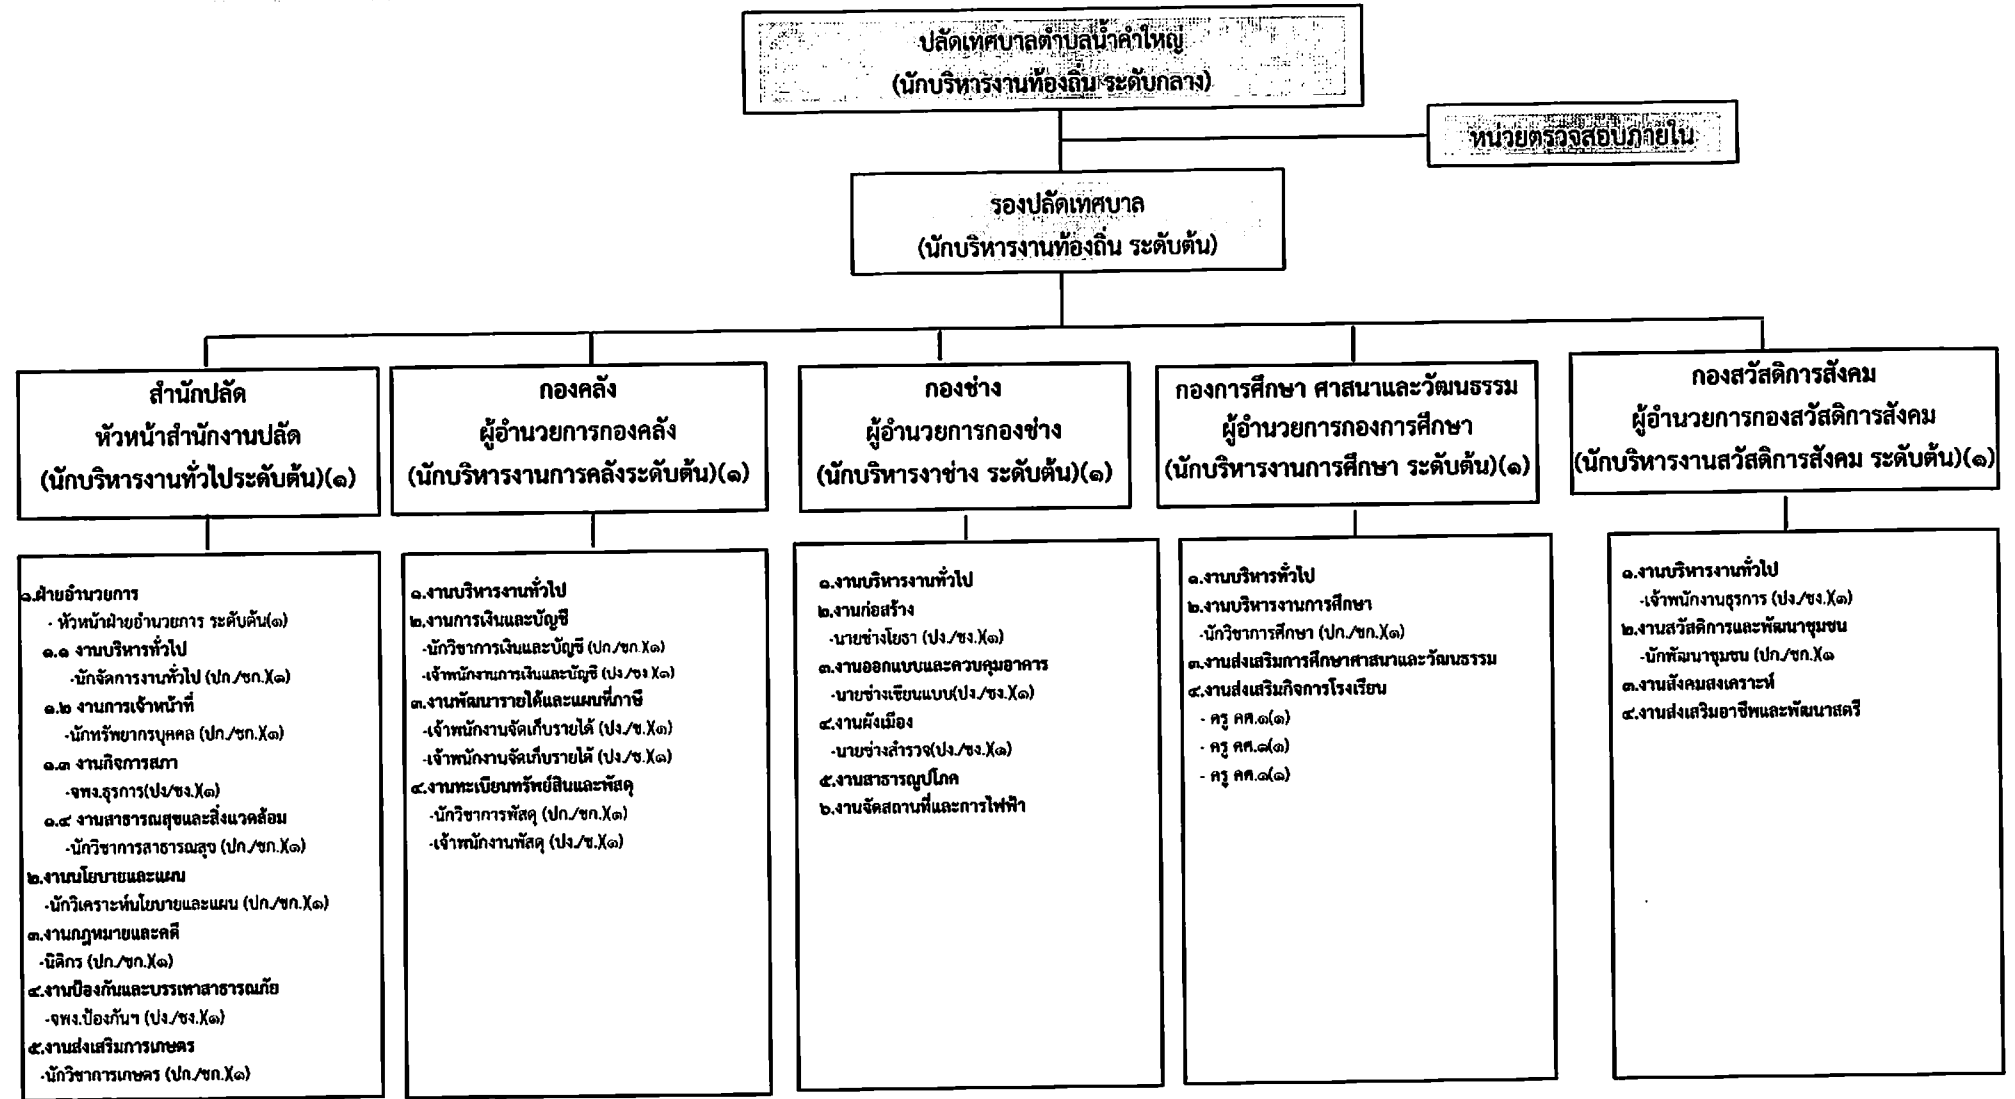 ปลัดเทศบาลตำบลน้ำคำใหญ่
(นักบริหารงานท้องถิ่น ระดับกลาง)
หน่วยตรวจสอบภายใน
รองปลัดเทศบาล
(นักบริหารงานท้องถิ่น ระดับต้น)
สำนักปลัด
หัวหน้าสำนักงานปลัด
(นักบริหารงานทั่วไประดับต้น)(๑)
กองคลัง
ผู้อำนวยการกองคลัง
(นักบริหารงานการคลังระดับต้น)(๑)
กองช่าง
ผู้อำนวยการกองช่าง
(นักบริหารงาช่าง ระดับต้น)(๑)
กองการศึกษา ศาสนาและวัฒนธรรม
ผู้อำนวยการกองการศึกษา
(นักบริหารงานการศึกษา ระดับต้น)(๑)
กองสวัสดิการสังคม
ผู้อำนวยการกองสวัสดิการสังคม
(นักบริหารงานสวัสดิการสังคม ระดับต้น)(๑)
๑.ฝ่ายอำนวยการ
- หัวหน้าฝ่ายอำนวยการ ระดับต้น(๑)
๑.๑ งานบริหารทั่วไป
-นักจัดการงานทั่วไป (ปก./ชก.)(๑)
๑.๒ งานการเจ้าหน้าที่
-นักทรัพยากรบุคคล (ปก./ชก.)(๑)
๑.๓ งานกิจการสภา
-จพง.ธุรการ(ปง/ชง.)(๑)
๑.๔ งานสาธารณสุขและสิ่งแวดล้อม
-นักวิชาการสาธารณสุข (ปก./ชก.)(๑)
๒.งานนโยบายและแผน
-นักวิเคราะห์นโยบายและแผน (ปก./ชก.)(๑)
๓.งานกฎหมายและคดี
-นิติกร (ปก./ชก.)(๑)
๔.งานป้องกันและบรรเทาสาธารณภัย
-จพง.ป้องกันฯ (ปง./ชง.)(๑)
๕.งานส่งเสริมการเกษตร
-นักวิชาการเกษตร (ปก./ชก.)(๑)
๑.งานบริหารงานทั่วไป
๒.งานการเงินและบัญชี
-นักวิชาการเงินและบัญชี (ปก./ชก.)(๑)
-เจ้าพนักงานการเงินและบัญชี (ปง./ชง.)(๑)
๓.งานพัฒนารายได้และแผนที่ภาษี
-เจ้าพนักงานจัดเก็บรายได้ (ปง./ช.)(๑)
-เจ้าพนักงานจัดเก็บรายได้ (ปง./ช.)(๑)
๔.งานทะเบียนทรัพย์สินและพัสดุ
-นักวิชาการพัสดุ (ปก./ชก.)(๑)
-เจ้าพนักงานพัสดุ (ปง./ช.)(๑)
๑.งานบริหารงานทั่วไป
๒.งานก่อสร้าง
-นายช่างโยธา (ปง./ชง.)(๑)
๓.งานออกแบบและควบคุมอาคาร
-นายช่างเขียนแบบ(ปง./ชง.)(๑)
๔.งานผังเมือง
-นายช่างสำรวจ(ปง./ชง.)(๑)
๕.งานสาธารณูปโภค
๖.งานจัดสถานที่และการไฟฟ้า
๑.งานบริหารทั่วไป
๒.งานบริหารงานการศึกษา
-นักวิชาการศึกษา (ปก./ชก.)(๑)
๓.งานส่งเสริมการศึกษาศาสนาและวัฒนธรรม
๔.งานส่งเสริมกิจการโรงเรียน
- ครู คศ.๑(๑)
- ครู คศ.๑(๑)
- ครู คศ.๑(๑)
๑.งานบริหารงานทั่วไป
-เจ้าพนักงานธุรการ (ปง./ชง.)(๑)
๒.งานสวัสดิการและพัฒนาชุมชน
-นักพัฒนาชุมชน (ปก./ชก.)(๑
๓.งานสังคมสงเคราะห์
๔.งานส่งเสริมอาชีพและพัฒนาสตรี